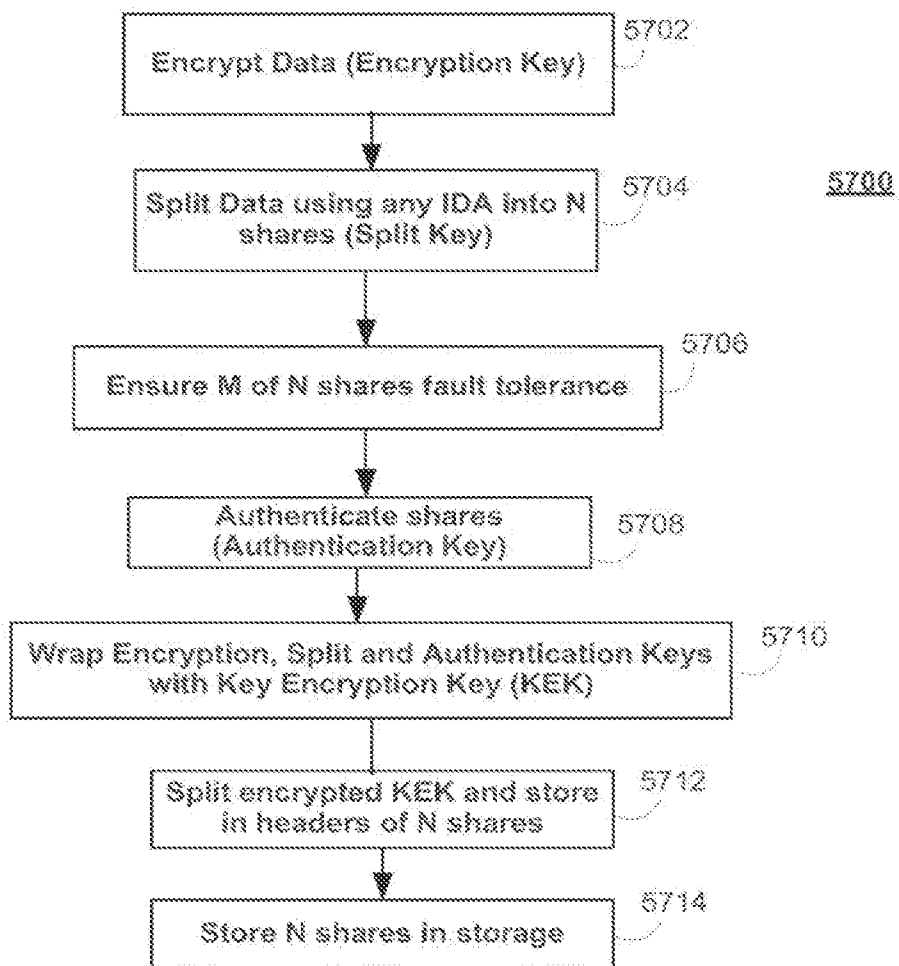 5702
Encrypt Data (Encryption Key)
5704
5700
Split Data using any IDA into N
shares (Split Key)
5706
Ensure M of N shares fault tolerance
Authenticate shares
(Authentication Key)
5708
5710
Wrap Encryption, Split and Authentication Keys
with Key Encryption Key (KEK)
5712
Split encrypted KEK and store
in headers of N shares
5714
Store N shares in storage